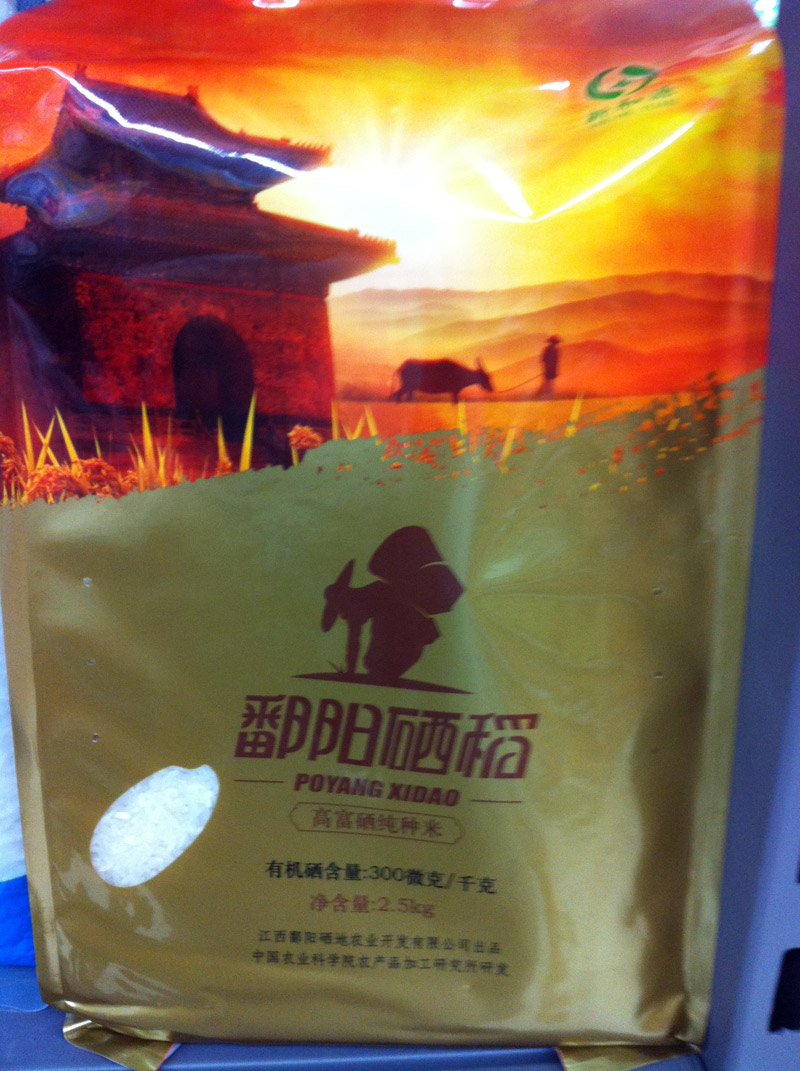 鄱阳硒稻
POYANG XIDAO
高富硒纯种米
有机硒含量:300微克/千克
净含量:2.5kg
江西鄱阳硒地农业开发有限公司出品
中国农业科学院农产品加工研究所研发